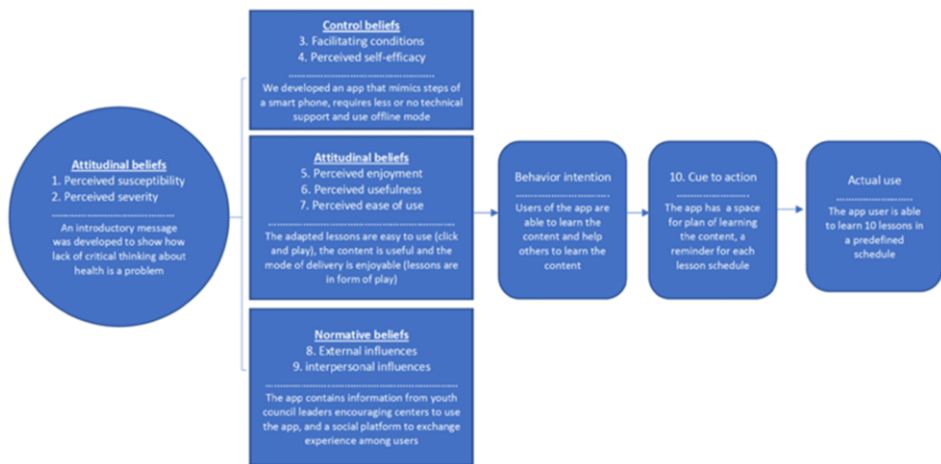 Attitudinal beliefs
1. Perceived susceptibility
2. Perceived severity
An introductory message
was developed to show how
lack of critical thinking about
health is a problem
Control beliefs
3. Facilitating conditions
4. Perceived self-efficacy
We developed an app that mimics steps of
a smart phone, requires less or no technical
support and use offline mode
Attitudinal beliefs
5. Perceived enjoyment
6. Perceived usefulness
7. Perceived ease of use
The adapted lessons are easy to use (click
and play), the content is useful and the
mode of delivery is enjoyable (lessons are
in form of play)
Normative beliefs
8. External influences
9. interpersonal influences
The app contains information from youth
council leaders encouraging centers to use
the app, and a social platform to exchange
experience among users
Behavior intention
Users of the app are
able to learn the
content and help
others to learn the
content
10. Cue to action
The app has a space
for plan of learning
the content, a
reminder for each
lesson schedule
Actual use
The app user is able to
learn 10 lessons in a
predefined
schedule